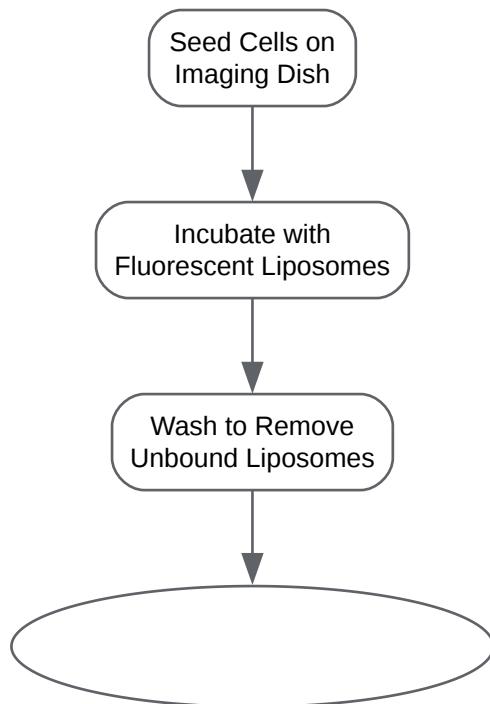 Seed Cells on
Imaging Dish
Incubate with
Fluorescent Liposomes
Wash to Remove
Unbound Liposomes